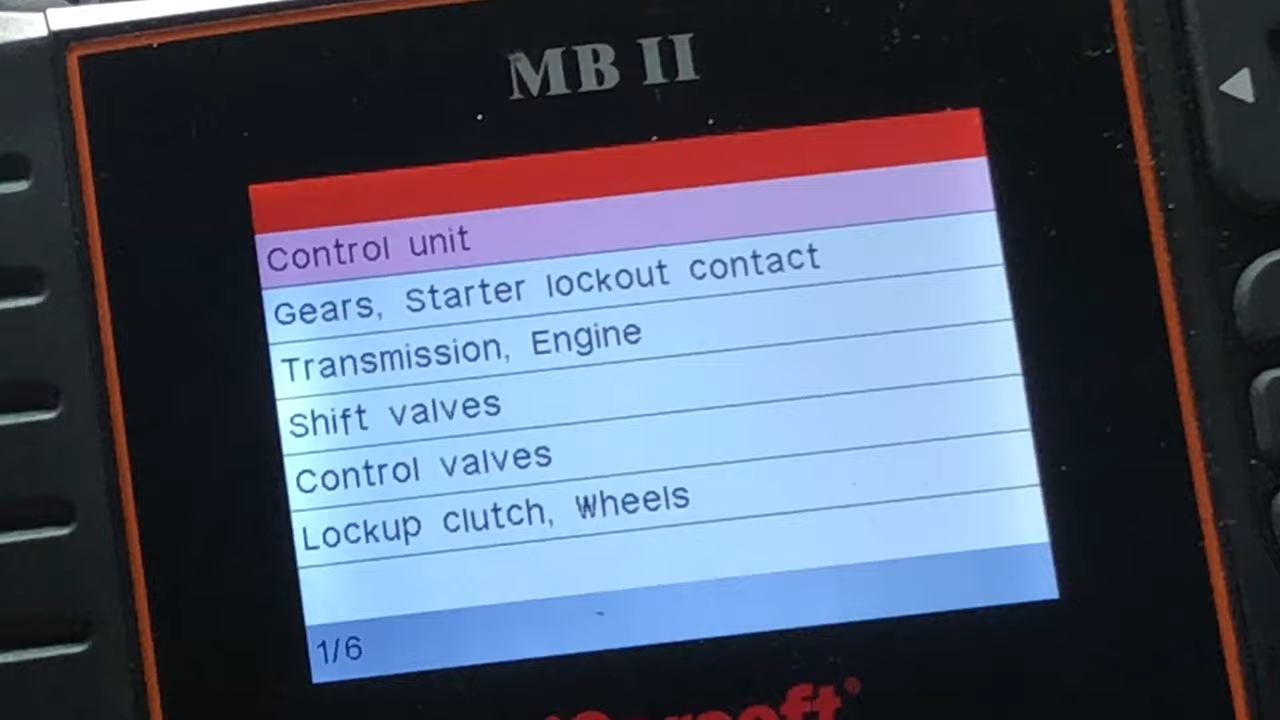 MB II
Control unit
Gears, Starter lockout contact
Transmission, Engine
Shift valves
Control valves
Lockup clutch, Wheels
1/6